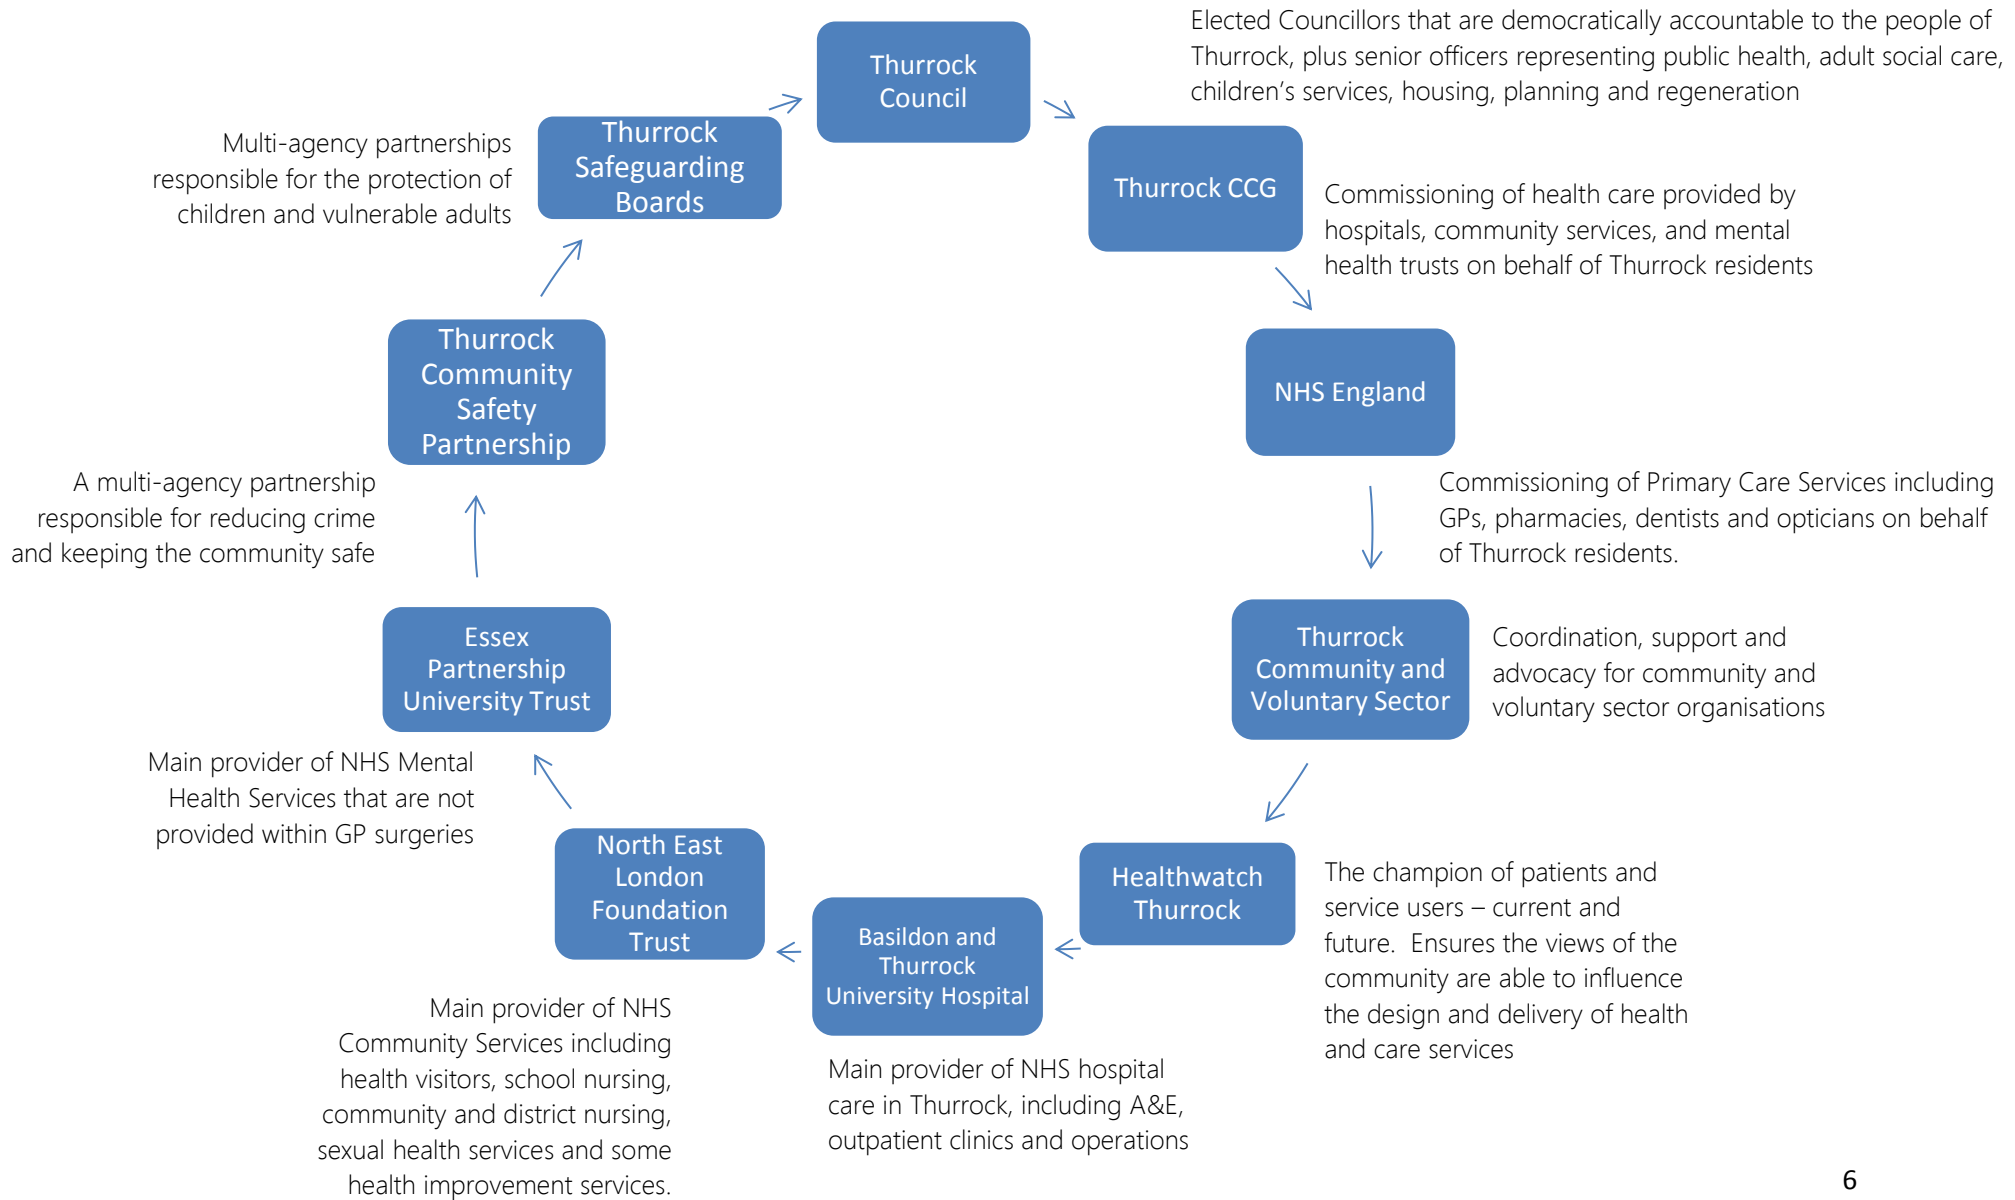 Elected Councillors that are democratically accountable to the people of
Thurrock, plus senior officers representing public health, adult social care,
children’s services, housing, planning and regeneration
Thurrock
Council
Thurrock CCG
Commissioning of health care provided by
hospitals, community services, and mental
health trusts on behalf of Thurrock residents
NHS England
Commissioning of Primary Care Services including
GPs, pharmacies, dentists and opticians on behalf
of Thurrock residents.
Thurrock
Community and
Voluntary Sector
Coordination, support and
advocacy for community and
voluntary sector organisations
Healthwatch
Thurrock
The champion of patients and
service users – current and
future.  Ensures the views of the
community are able to influence
the design and delivery of health
and care services
Basildon and
Thurrock
University Hospital
Main provider of NHS hospital
care in Thurrock, including A&E,
outpatient clinics and operations
North East
London
Foundation
Trust
Main provider of NHS
Community Services including
health visitors, school nursing,
community and district nursing,
sexual health services and some
health improvement services.
Essex
Partnership
University Trust
Main provider of NHS Mental
Health Services that are not
provided within GP surgeries
Thurrock
Community
Safety
Partnership
A multi-agency partnership
responsible for reducing crime
and keeping the community safe
Thurrock
Safeguarding
Boards
Multi-agency partnerships
responsible for the protection of
children and vulnerable adults
6